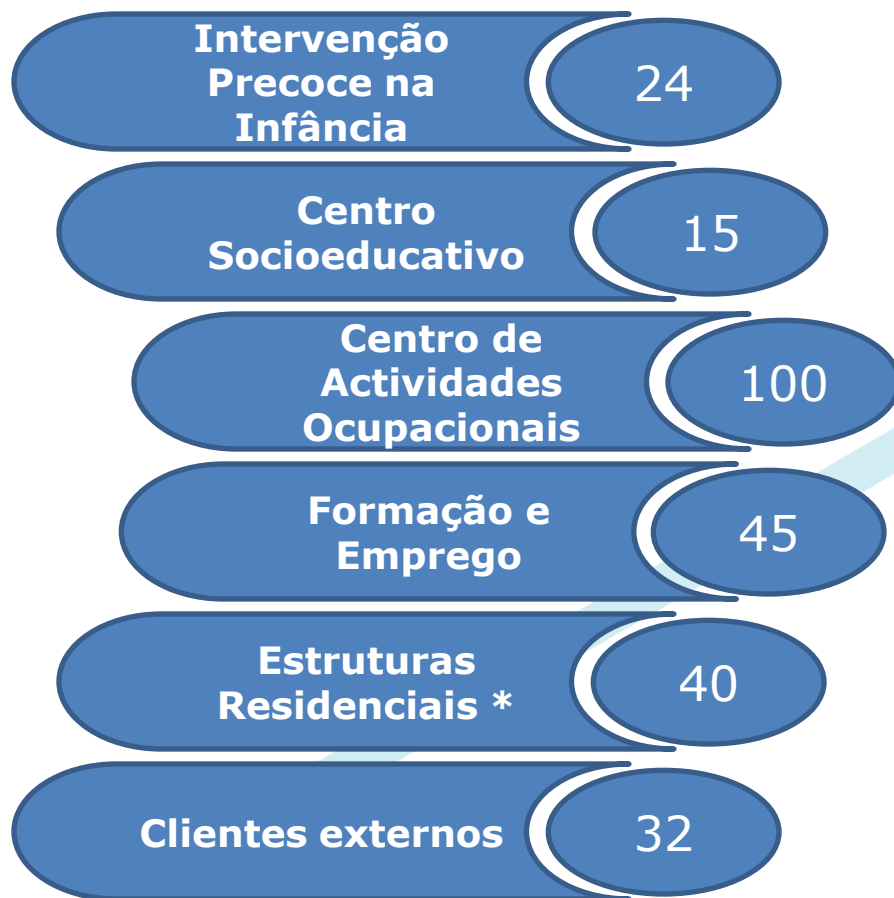 Intervenção
Precoce na
Infância
24
Centro
Socioeducativo
15
Centro de
Actividades
Ocupacionais
100
Formação e
Emprego
45
Estruturas
Residenciais *
40
Clientes externos
32